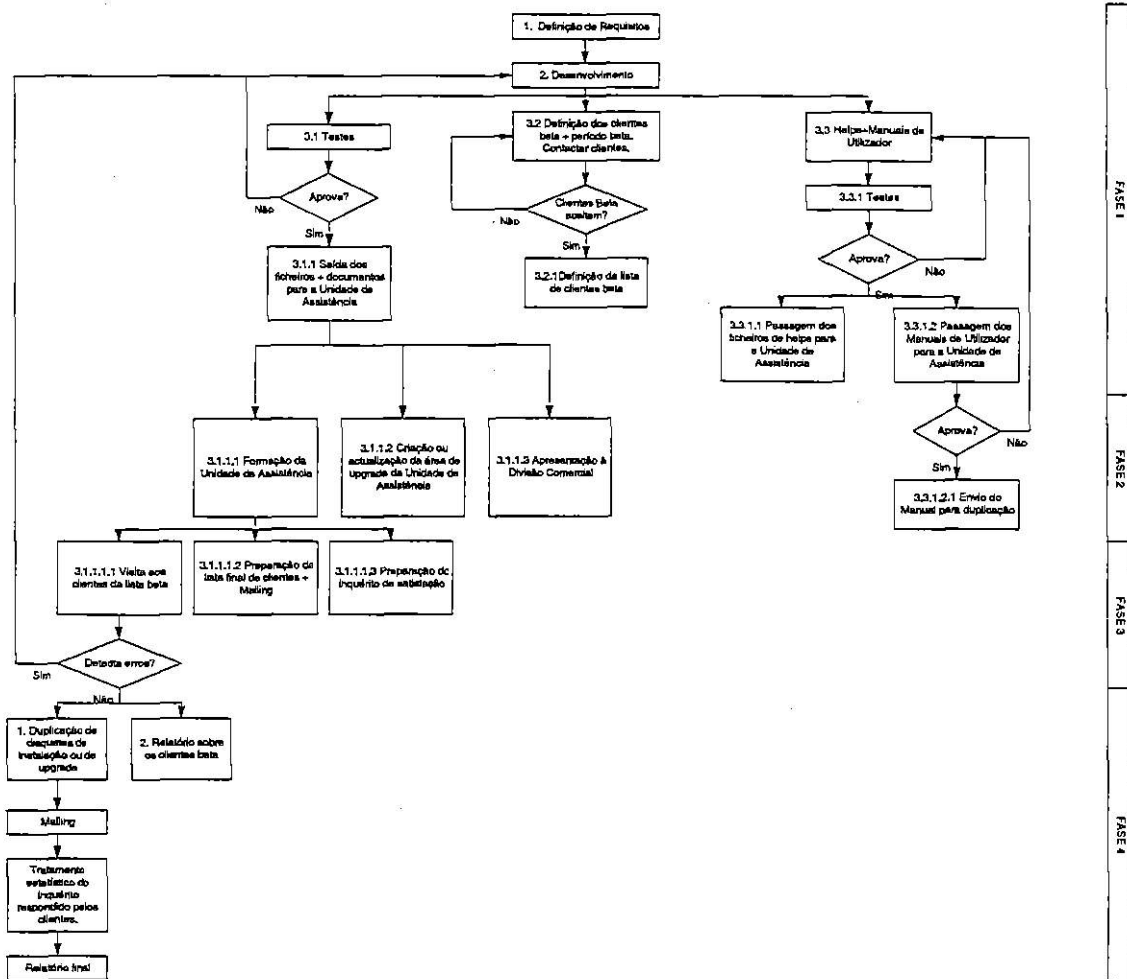 1. Definição de Requisitos
2. Desenvolvimento
3.1 Testes
Aprova?
Não
Sim
3.1.1 Saída dos
ficheiros + documentos
para a Unidade de
Assistência
3.2 Definição dos clientes
beta + período beta.
Contactar clientes.
Clientes Beta
aceitam?
Não
Sim
3.2.1 Definição da lista
de clientes beta
3.3 Helps+Manuais de
Utilizador
3.3.1 Testes
Aprova?
Não
Sim
3.3.1.1 Passagem dos
ficheiros de helps para
a Unidade de
Assistência
3.3.1.2 Passagem dos
Manuais de Utilizador
para a Unidade de
Assistência
Aprova?
Não
Sim
3.3.1.2.1 Envio do
Manual para duplicação
3.1.1.1 Formação da
Unidade de Assistência
3.1.1.2 Criação ou
actualização da área de
upgrade da Unidade de
Assistência
3.1.1.3 Apresentação à
Divisão Comercial
3.1.1.1.1 Visita aos
clientes da lista beta
3.1.1.1.2 Preparação da
lista final de clientes +
Mailing
3.1.1.1.3 Preparação do
inquérito de satisfação
Detecta erros?
Sim
Não
1. Duplicação de
disquetes de
instalação ou de
upgrade
2. Relatório sobre
os clientes beta
Mailing
Tratamento
estatístico do
inquérito
respondido pelos
clientes.
Relatório final
FASE 1
FASE 2
FASE 3
FASE 4